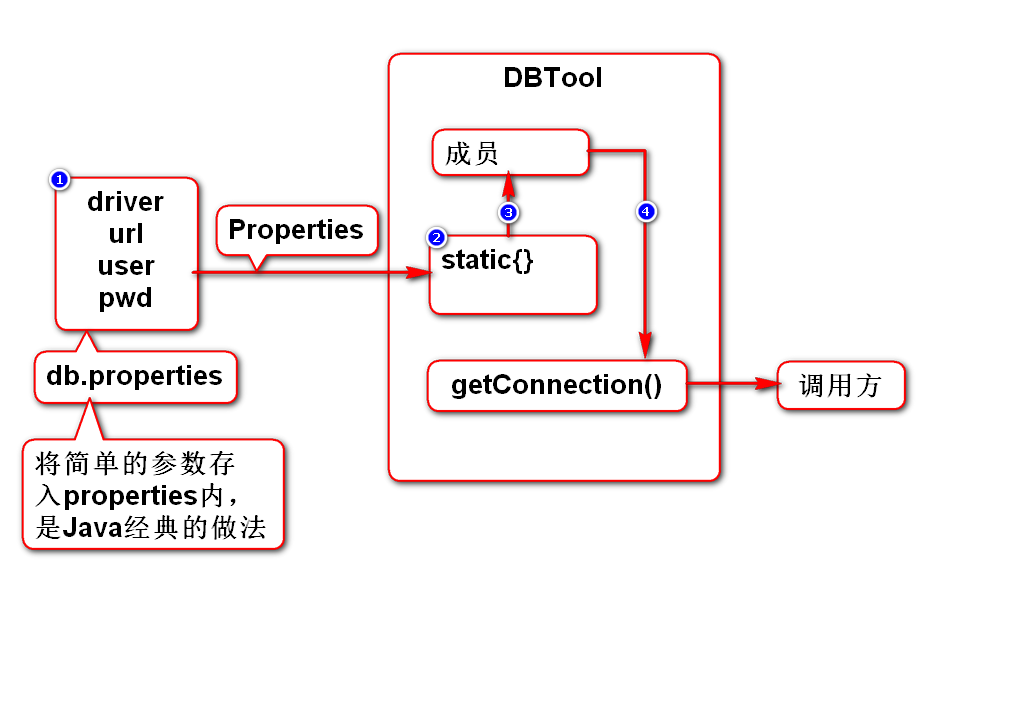 DBTool
成员
1
driver
url
user
pwd
Properties
3
4
2
static{}
db.properties
getConnection()
调用方
将简单的参数存
入properties内，
是Java经典的做法